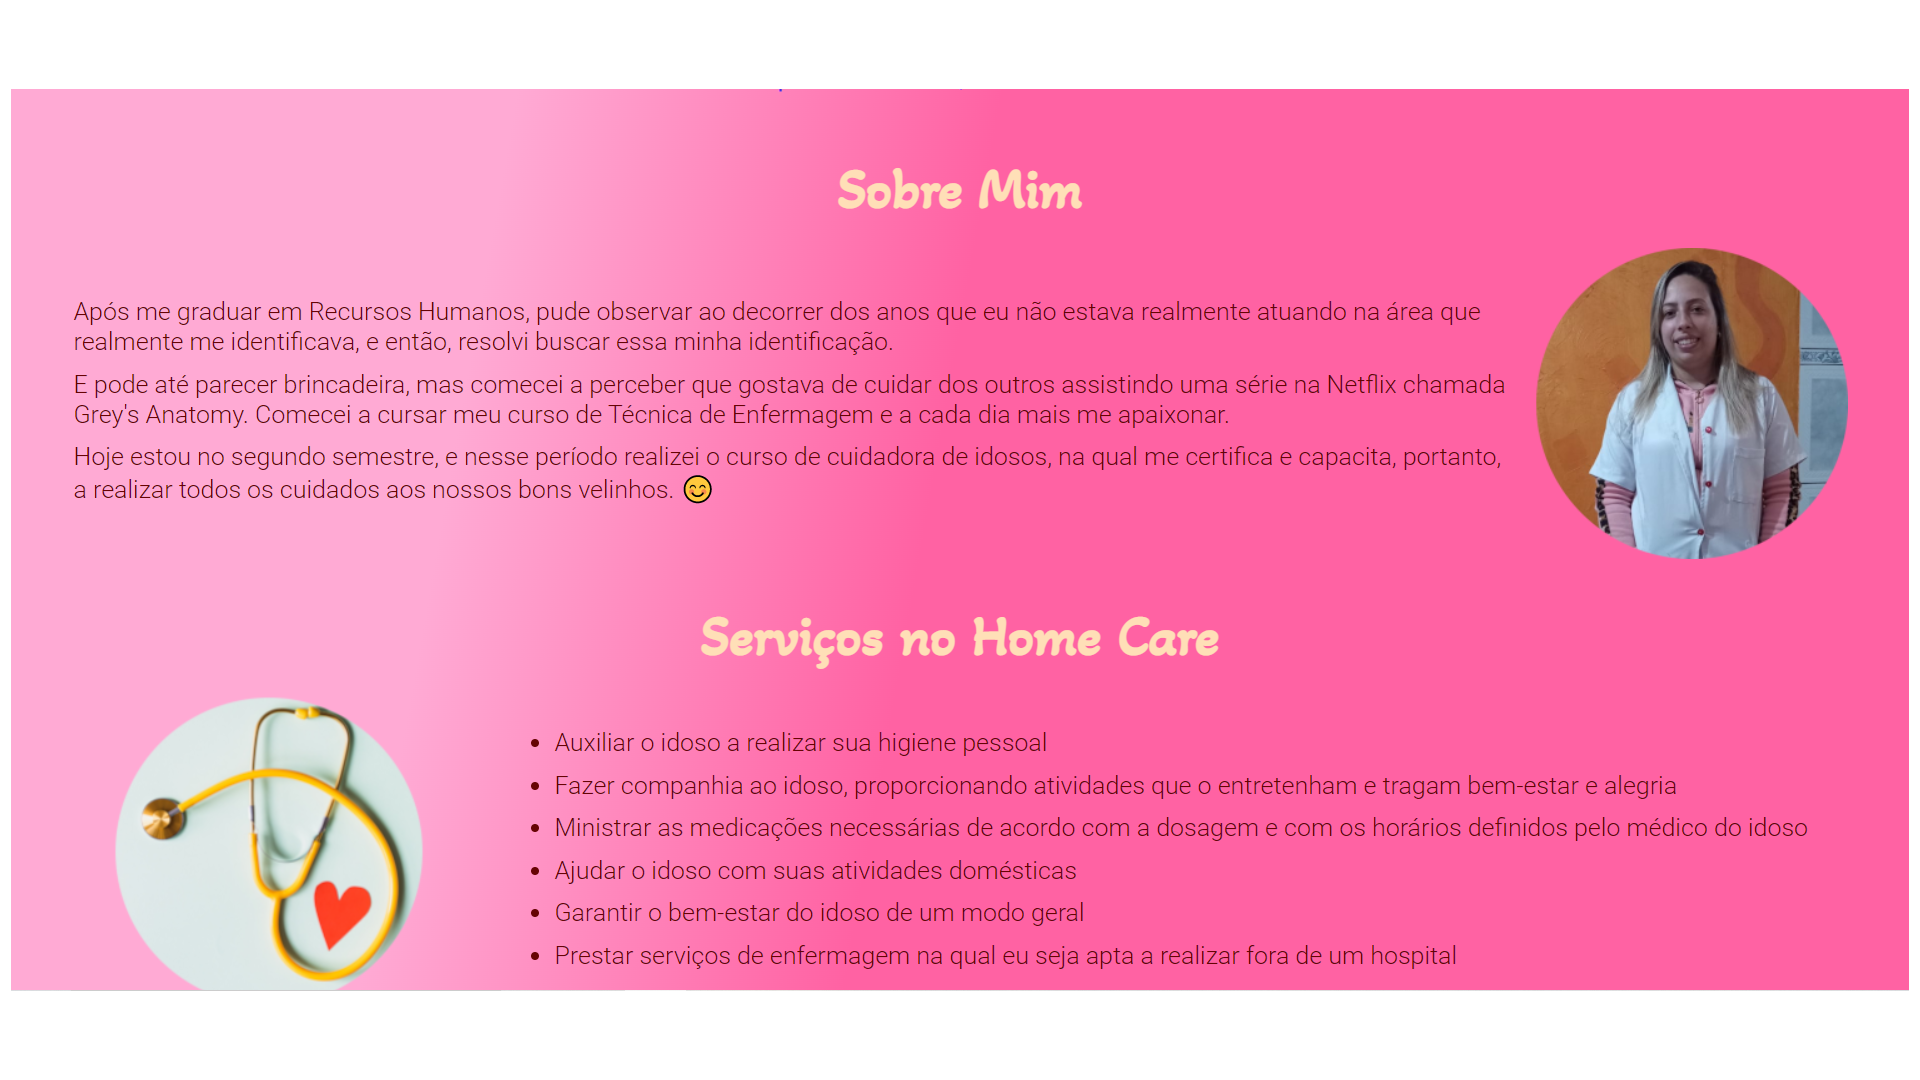 Sobre Mim
Após me graduar em Recursos Humanos, pude observar ao decorrer dos anos que eu não estava realmente atuando na área que
realmente me identificava, e então, resolvi buscar essa minha identificação.
E pode até parecer brincadeira, mas comecei a perceber que gostava de cuidar dos outros assistindo uma série na Netflix chamada
Grey's Anatomy. Comecei a cursar meu curso de Técnica de Enfermagem e a cada dia mais me apaixonar.
Hoje estou no segundo semestre, e nesse período realizei o curso de cuidadora de idosos, na qual me certifica e capacita, portanto,
a realizar todos os cuidados aos nossos bons velinhos. 😊
Serviços no Home Care
• Auxiliar o idoso a realizar sua higiene pessoal
• Fazer companhia ao idoso, proporcionando atividades que o entretenham e tragam bem-estar e alegria
• Ministrar as medicações necessárias de acordo com a dosagem e com os horários definidos pelo médico do idoso
• Ajudar o idoso com suas atividades domésticas
• Garantir o bem-estar do idoso de um modo geral
• Prestar serviços de enfermagem na qual eu seja apta a realizar fora de um hospital